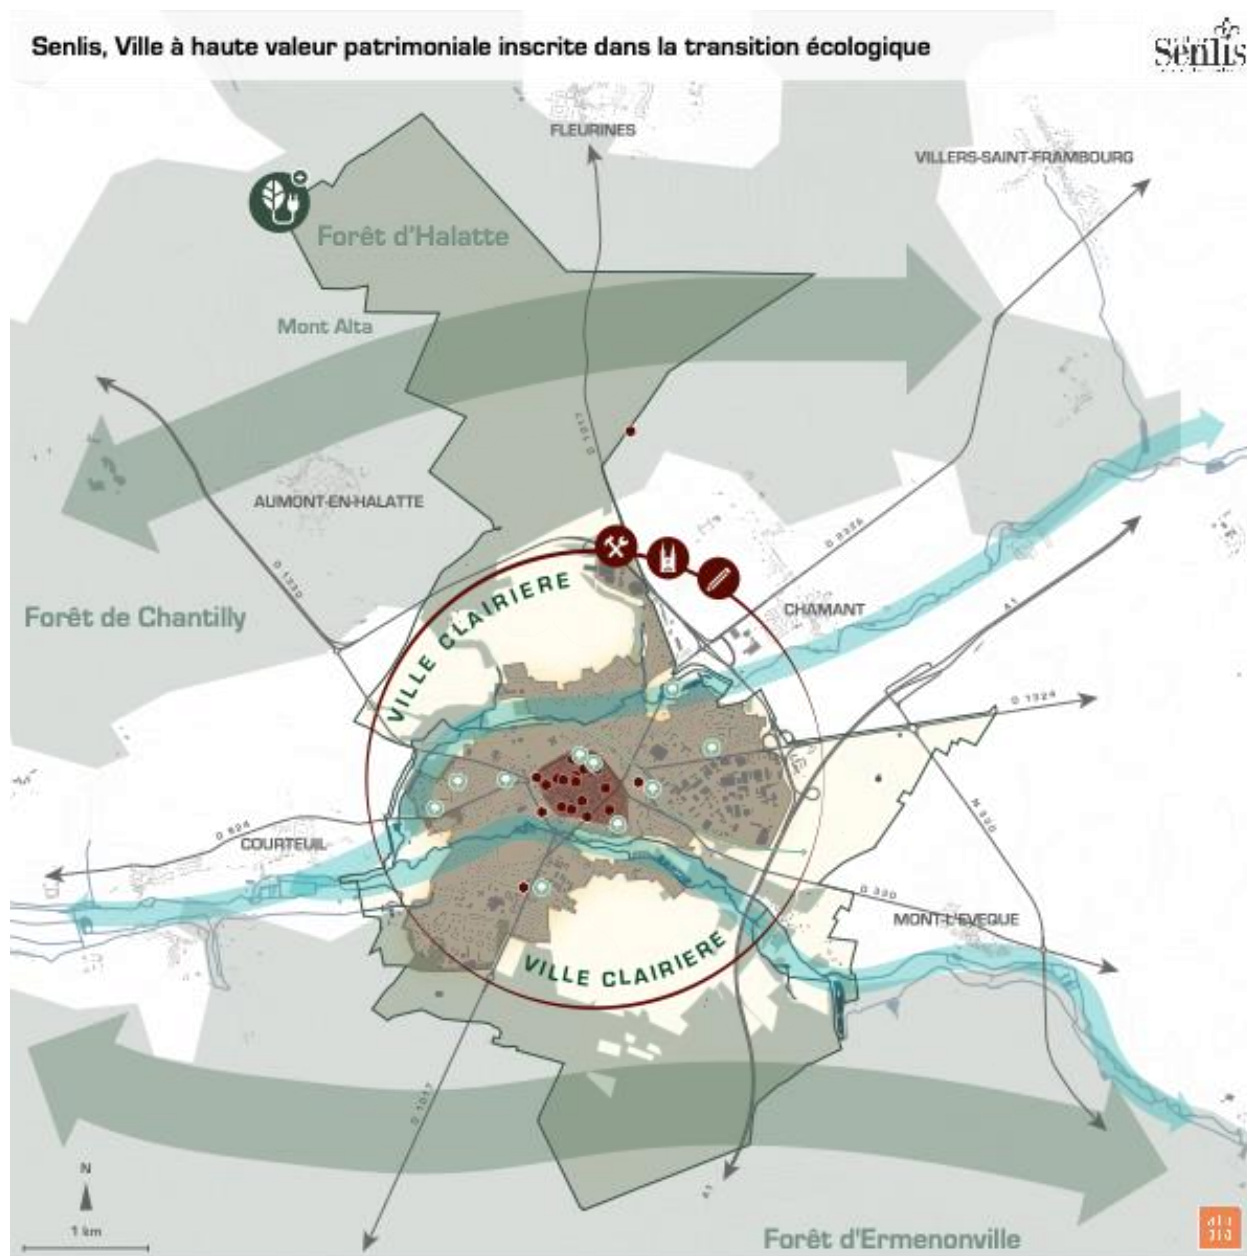 Senlis, Ville à haute valeur patrimoniale inscrite dans la transition écologique
Senlis
FLEURINES
VILLERS-SAINT-FRAMBOURG
Forêt d'Halatte
Mont Alta
D 1017
AUMONT-EN-HALATTE
D 1330
Forêt de Chantilly
VILLE CLAIRIERE
CHAMANT
A1
D 1324
D 924
COURTEUIL
N 330
D 330
MONT-L'EVEQUE
VILLE CLAIRIERE
D 1017
A1
N
1 km
Forêt d'Ermenonville